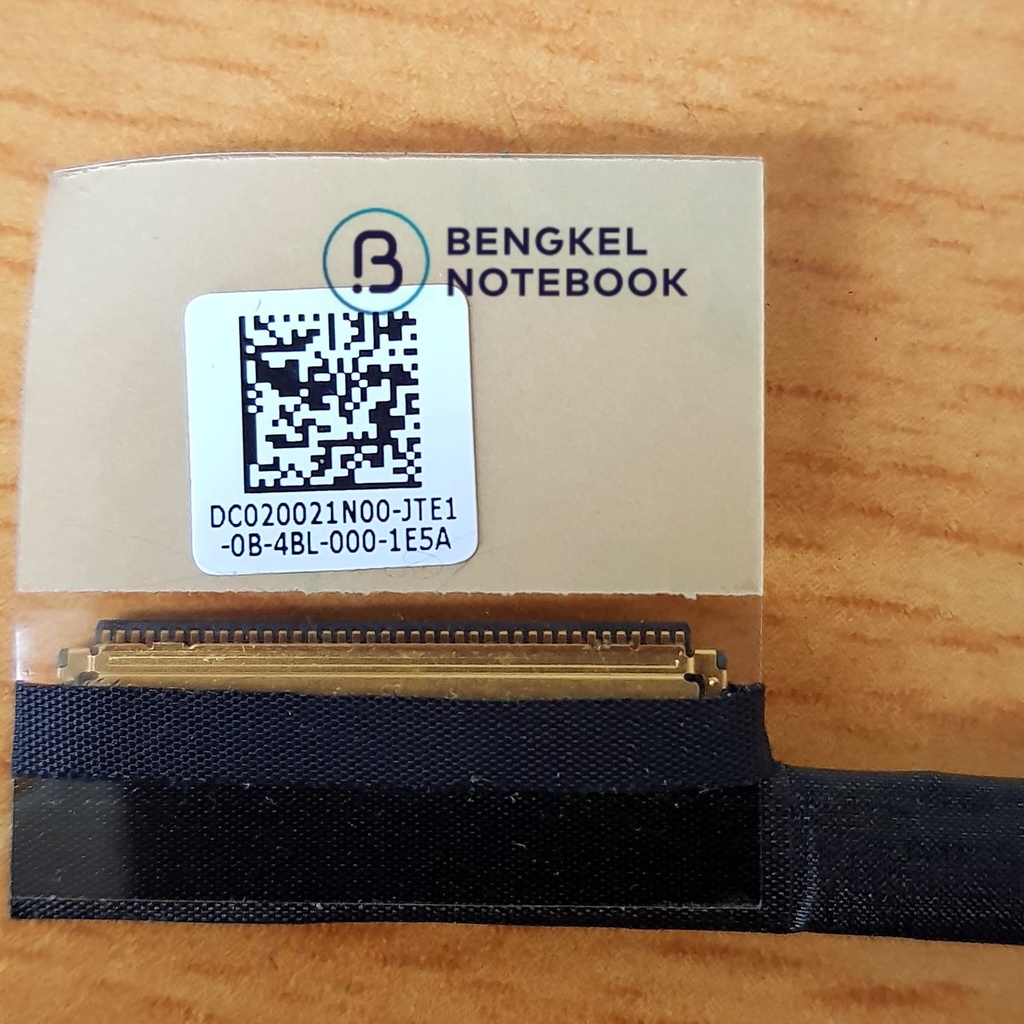 BENGKEL
NOTEBOOK
DC020021N00-JTE1
-0B-4BL-000-1E5A